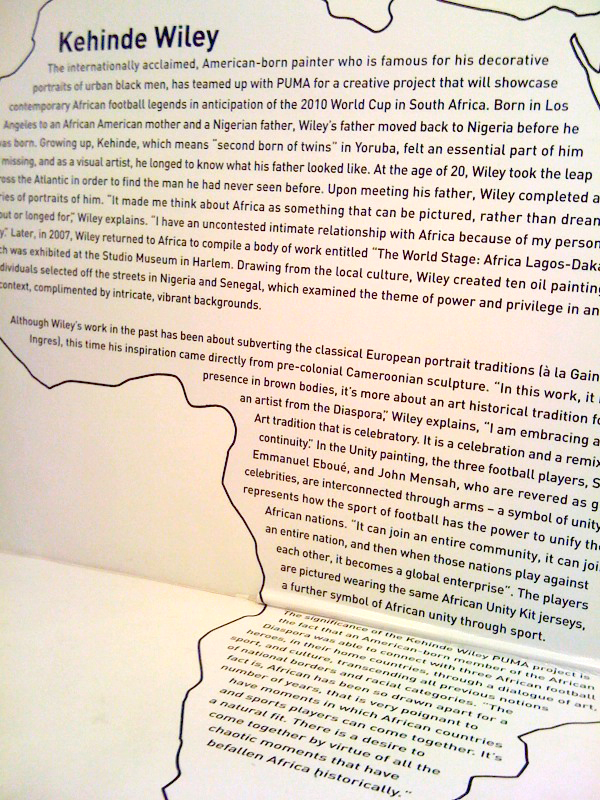 Kehinde Wiley
The internationally acclaimed, American-born painter who is famous for his decorative
portraits of urban black men, has teamed up with PUMA for a creative project that will showcase
contemporary African football legends in anticipation of the 2010 World Cup in South Africa. Born in Los
Angeles to an African American mother and a Nigerian father, Wiley's father moved back to Nigeria before he
was born. Growing up, Kehinde, which means "second born of twins" in Yoruba, felt an essential part of him
missing, and as a visual artist, he longed to know what his father looked like. At the age of 20, Wiley took the leap
ross the Atlantic in order to find the man he had never seen before. Upon meeting his father, Wiley completed a
ries of portraits of him. "It made me think about Africa as something that can be pictured, rather than dream
out or longed for," Wiley explains. "I have an uncontested intimate relationship with Africa because of my person
y." Later, in 2007, Wiley returned to Africa to compile a body of work entitled "The World Stage: Africa Lagos-Daka
ch was exhibited at the Studio Museum in Harlem. Drawing from the local culture, Wiley created ten oil painting
dividuals selected off the streets in Nigeria and Senegal, which examined the theme of power and privilege in an
context, complimented by intricate, vibrant backgrounds.
Although Wiley's work in the past has been about subverting the classical European portrait traditions (à la Gain
Ingres), this time his inspiration came directly from pre-colonial Cameroonian sculpture. "In this work, it
presence in brown bodies, it's more about an art historical tradition fo
an artist from the Diaspora," Wiley explains, "I am embracing a
Art tradition that is celebratory. It is a celebration and a remix
continuity." In the Unity painting, the three football players, S
Emmanuel Eboué, and John Mensah, who are revered as g
celebrities, are interconnected through arms – a symbol of unity
represents how the sport of football has the power to unify the
African nations. "It can join an entire community, it can joi
an entire nation, and then when those nations play against
each other, it becomes a global enterprise". The players
are pictured wearing the same African Unity Kit jerseys,
a further symbol of African unity through sport.
The significance of the Kehinde Wiley PUMA project is
the fact that an American-born member of the African
Diaspora was able to connect with three African football
heroes, in their home countries, through a dialogue of art,
sport, and culture, transcending all previous notions
of national borders and racial categories. "The
fact is, African has been so drawn apart for a
number of years, that is very poignant to
have moments in which African countries
and sports players can come together. It's
a natural fit. There is a desire to
come together by virtue of all the
chaotic moments that have
befallen Africa historically."